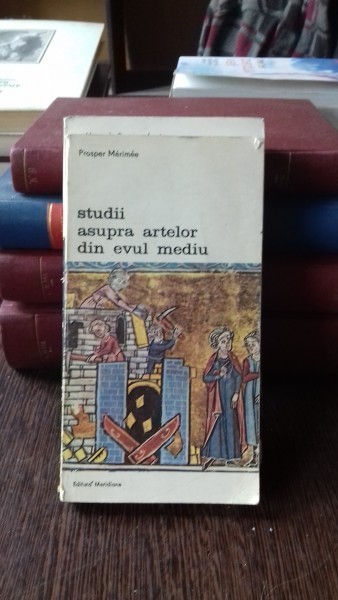 Prosper Mérimée
studii
asupra artelor
din evul mediu
Editura Meridiane